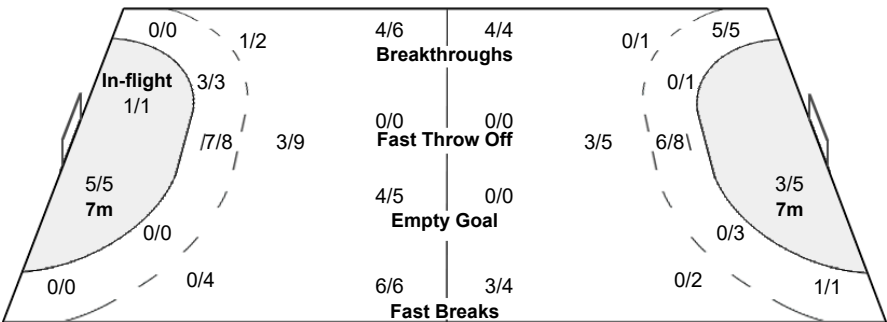 0/0 4/6 4/4 5/5
1/2 0/1
Breakthroughs
In-flight 3/3 0/1
1/1
0/0 0/0
7/8 3/9 Fast Throw Off 3/5 6/8
5/5 4/5 0/0 3/5
7m 7m
Empty Goal
0/0 0/3
0/0 0/4 6/6 3/4 0/2 1/1
Fast Breaks